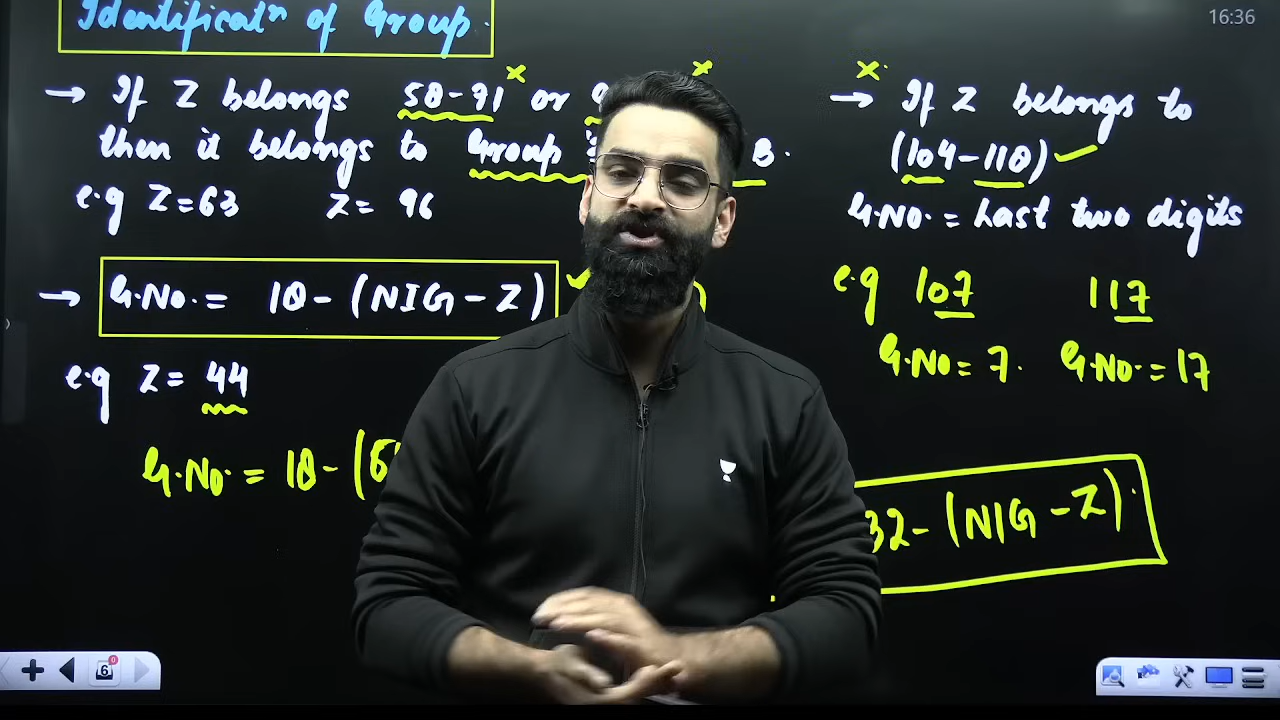 16:36
Identificatⁿ of Group.
→ If Z belongs 58-71 or
then it belongs to Group B.
e.g Z=63 Z= 96
→ G.No. = 18 - (NIG - Z)
e.g Z = 44
G.No. = 18 - (
→ If Z belongs to
(104-118)
G.NO. = Last two digits
e.g 107 117
G.NO = 7. G.NO. = 17
32 - (NIG - Z).
6